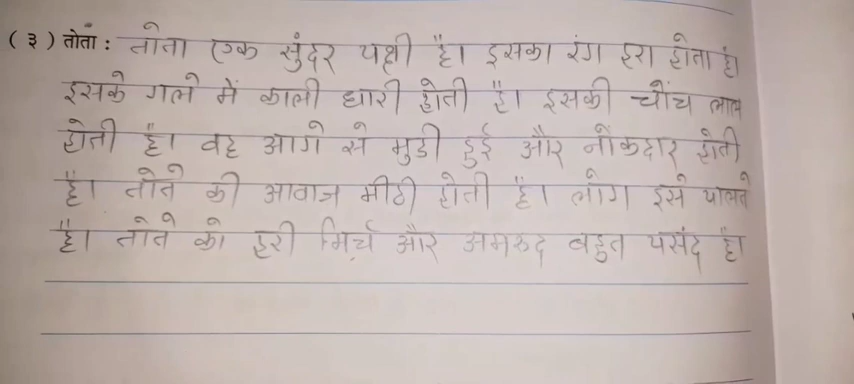 ( ३ ) तोता : तोता एक सुंदर पक्षी है। इसका रंग हरा होता है।
इसके गले में काली धारी होती है। इसकी चोंच लाल
होती है। वह आगे से मुडी हुई और नोंकदार होती
है। तोते की आवाज मीठी होती है। लोग इसे पालते
है। तोते को हरी मिर्च और अमरुद बहुत पसंद है।